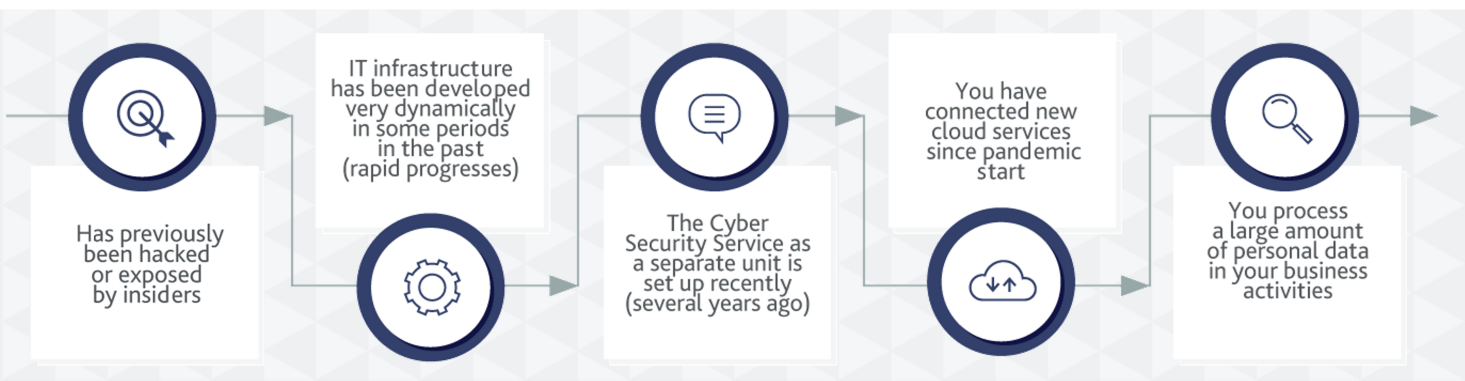 Has previously
been hacked
or exposed
by insiders
IT infrastructure
has been developed
very dynamically
in some periods
in the past
(rapid progresses)
The Cyber
Security Service as
a separate unit is
set up recently
(several years ago)
You have
connected new
cloud services
since pandemic
start
You process
a large amount
of personal data
in your business
activities